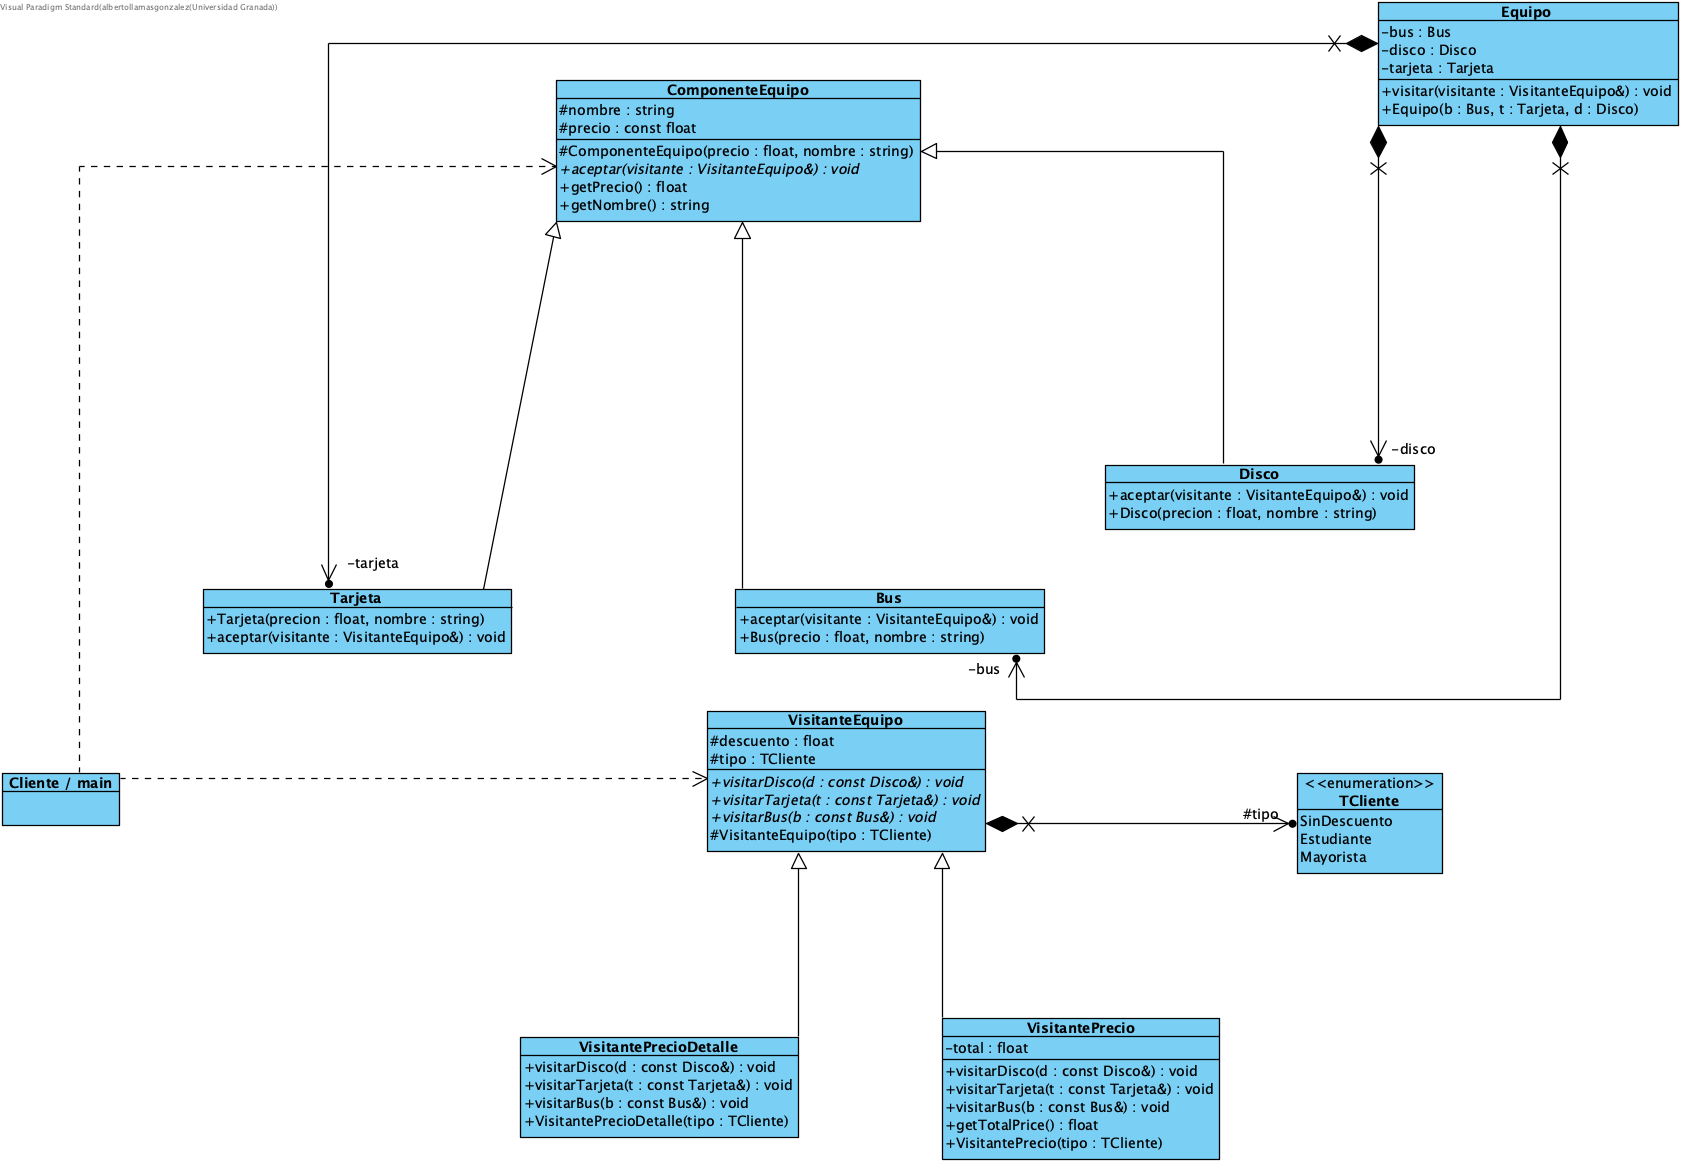 Visual Paradigm Standard(albertollamasgonzalez(Universidad Granada))
Equipo
-bus : Bus
-disco : Disco
-tarjeta : Tarjeta
+visitar(visitante : VisitanteEquipo&) : void
+Equipo(b : Bus, t : Tarjeta, d : Disco)
ComponenteEquipo
#nombre : string
#precio : const float
#ComponenteEquipo(precio : float, nombre : string)
+aceptar(visitante : VisitanteEquipo&) : void
+getPrecio() : float
+getNombre() : string
-disco
Disco
+aceptar(visitante : VisitanteEquipo&) : void
+Disco(precion : float, nombre : string)
-tarjeta
Tarjeta
+Tarjeta(precion : float, nombre : string)
+aceptar(visitante : VisitanteEquipo&) : void
Bus
+aceptar(visitante : VisitanteEquipo&) : void
+Bus(precio : float, nombre : string)
-bus
VisitanteEquipo
#descuento : float
#tipo : TCliente
+visitarDisco(d : const Disco&) : void
+visitarTarjeta(t : const Tarjeta&) : void
+visitarBus(b : const Bus&) : void
#VisitanteEquipo(tipo : TCliente)
Cliente / main
#tipo
<<enumeration>>
TCliente
SinDescuento
Estudiante
Mayorista
VisitantePrecioDetalle
+visitarDisco(d : const Disco&) : void
+visitarTarjeta(t : const Tarjeta&) : void
+visitarBus(b : const Bus&) : void
+VisitantePrecioDetalle(tipo : TCliente)
VisitantePrecio
-total : float
+visitarDisco(d : const Disco&) : void
+visitarTarjeta(t : const Tarjeta&) : void
+visitarBus(b : const Bus&) : void
+getTotalPrice() : float
+VisitantePrecio(tipo : TCliente)